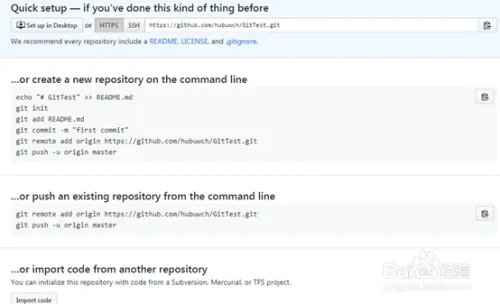 Quick setup — if you've done this kind of thing before
Set up in Desktop or HTTPS SSH https://github.com/hubuwch/GitTest.git
We recommend every repository include a README, LICENSE, and .gitignore.
...or create a new repository on the command line
echo "# GitTest" >> README.md
git init
git add README.md
git commit -m "first commit"
git remote add origin https://github.com/hubuwch/GitTest.git
git push -u origin master
...or push an existing repository from the command line
git remote add origin https://github.com/hubuwch/GitTest.git
git push -u origin master
...or import code from another repository
You can initialize this repository with code from a Subversion, Mercurial, or TFS project.
Import code
Baidu 经验